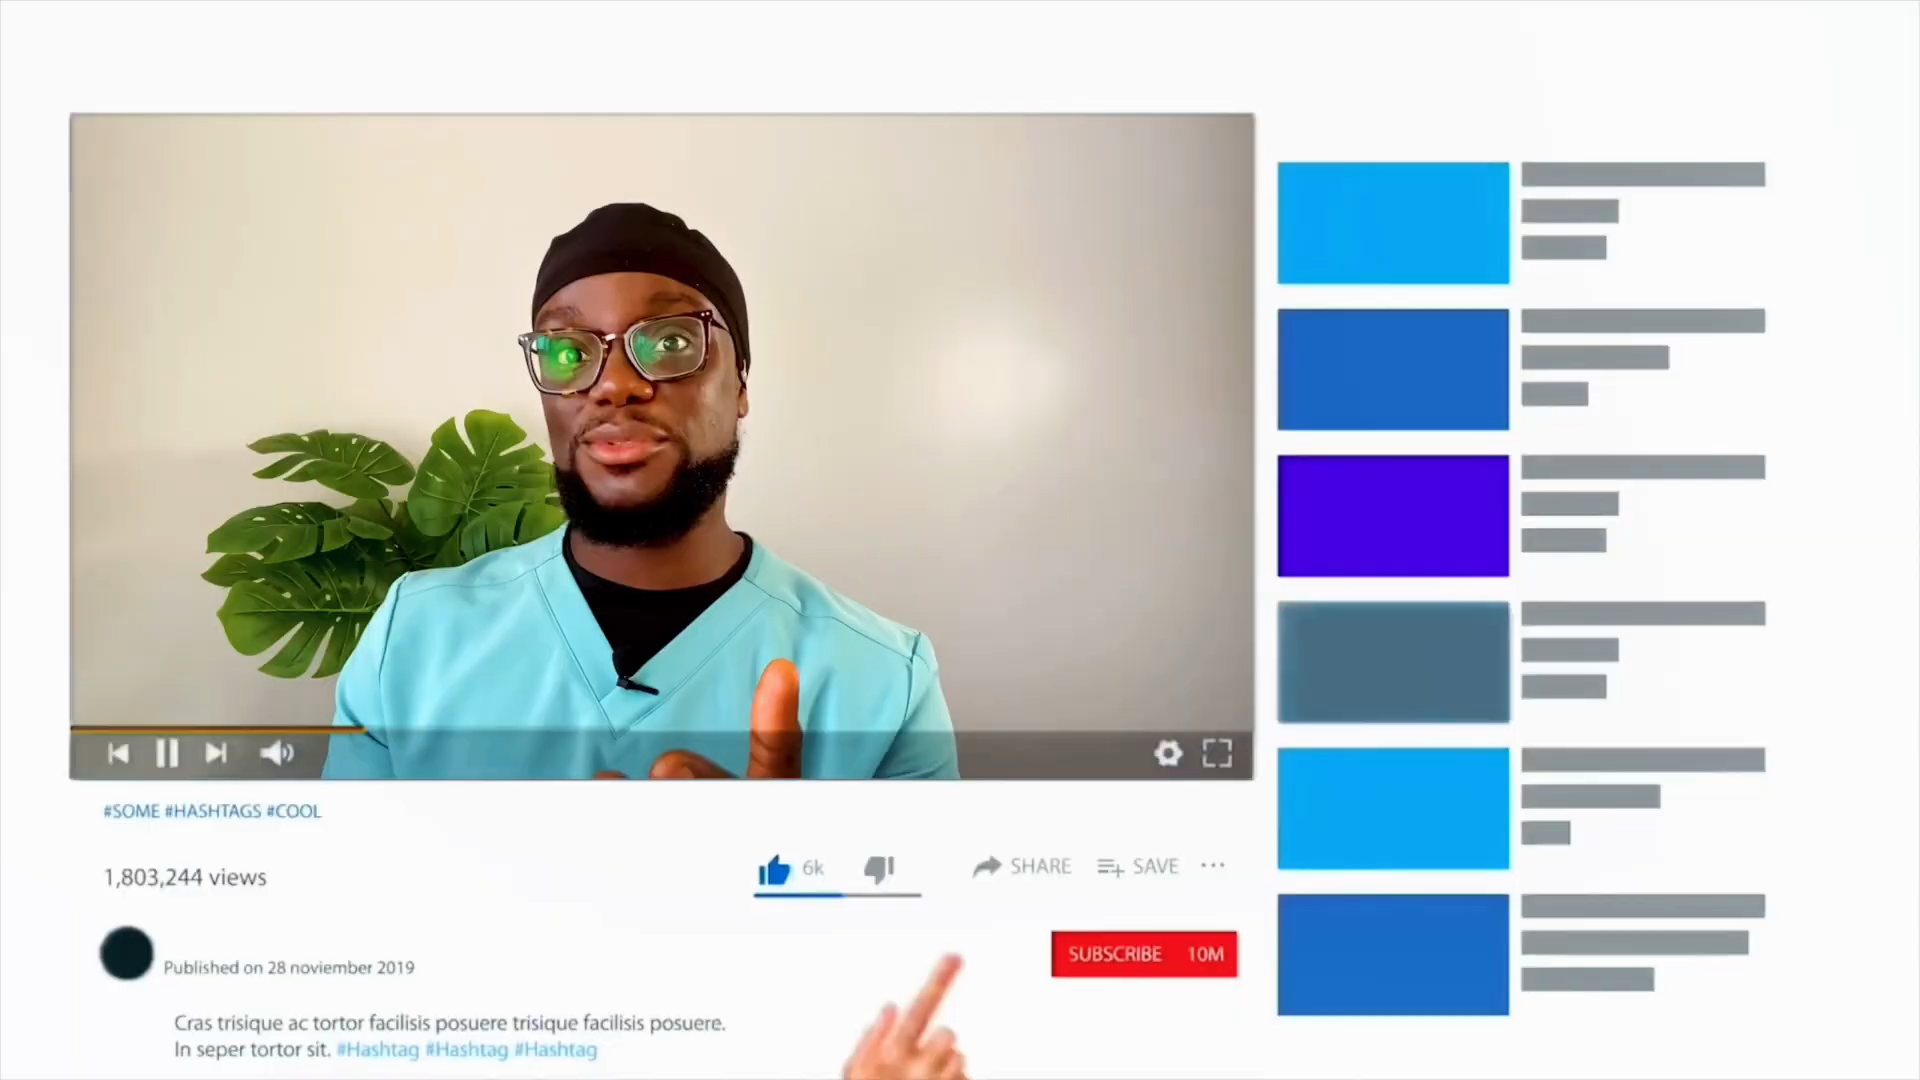 #SOME #HASHTAGS #COOL
1,803,244 views
6k
SHARE
SAVE
SUBSCRIBE 10M
Published on 28 noviember 2019
Cras trisique ac tortor facilisis posuere trisique facilisis posuere.
In seper tortor sit. #Hashtag #Hashtag #Hashtag